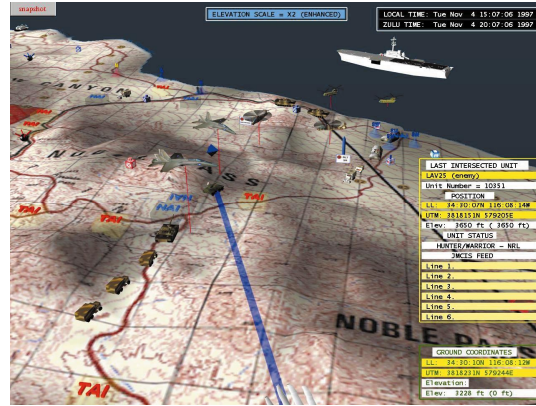 snapshot
ELEVATION SCALE = X2 (ENHANCED)
LOCAL TIME: Tue Nov 4 15:07:06 1997
ZULU TIME: Tue Nov 4 20:07:06 1997
CANYON
NAI
TAI
TAI
TAI
TAI
NOBLE
LAST INTERSECTED UNIT
LAV25 (enemy)
Unit Number = 10351
POSITION
LL: 34:30:07N 116:08:14W
UTM: 3818151N 579205E
Elev: 3650 ft ( 3650 ft)
UNIT STATUS
HUNTER/WARRIOR - NRL
JMCIS FEED
Line 1.
Line 2.
Line 3.
Line 4.
Line 5.
Line 6.
GROUND COORDINATES
LL: 34:30:10N 116:08:12W
UTM: 3818231N 579244E
Elevation:
Elev: 3228 ft (0 ft)